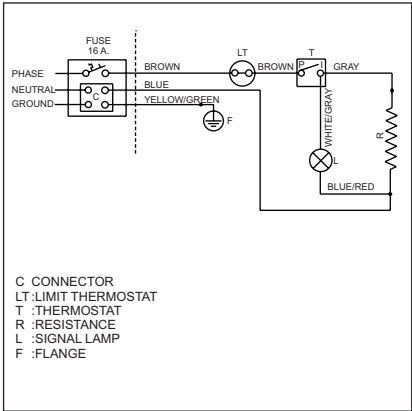 FUSE
16 A.
LT
T
PHASE
BROWN
BROWN
P I
GRAY
NEUTRAL
C
BLUE
GROUND
YELLOW/GREEN
F
WHITE/GRAY
R
L
BLUE/RED
C CONNECTOR
LT :LIMIT THERMOSTAT
T :THERMOSTAT
R :RESISTANCE
L :SIGNAL LAMP
F :FLANGE